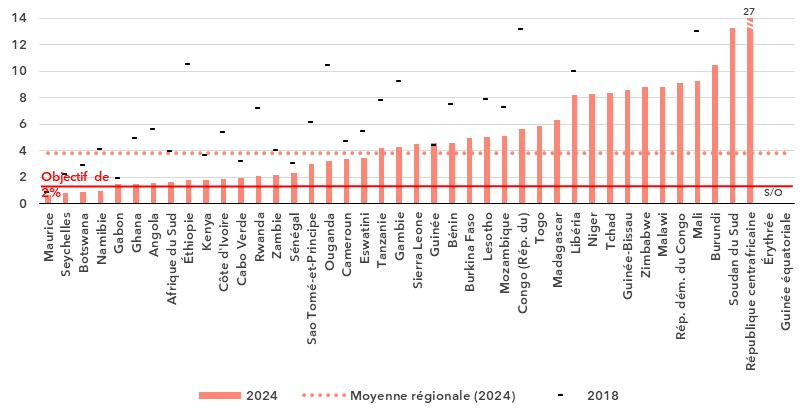 27
14
12
10
8
6
4
2
0
Objectif de
2%
S/O
Maurice
Seychelles
Botswana
Namibie
Gabon
Ghana
Angola
Afrique du Sud
Éthiopie
Kenya
Côte d'Ivoire
Cabo Verde
Rwanda
Zambie
Sénégal
Sao Tomé-et-Principe
Ouganda
Cameroun
Eswatini
Tanzanie
Gambie
Sierra Leone
Guinée
Bénin
Burkina Faso
Lesotho
Mozambique
Congo (Rép. du)
Togo
Madagascar
Libéria
Niger
Tchad
Guinée-Bissau
Zimbabwe
Malawi
Rép. dém. du Congo
Mali
Burundi
Soudan du Sud
République centrafricaine
Érythrée
Guinée équatoriale
2024
Moyenne régionale (2024)
2018